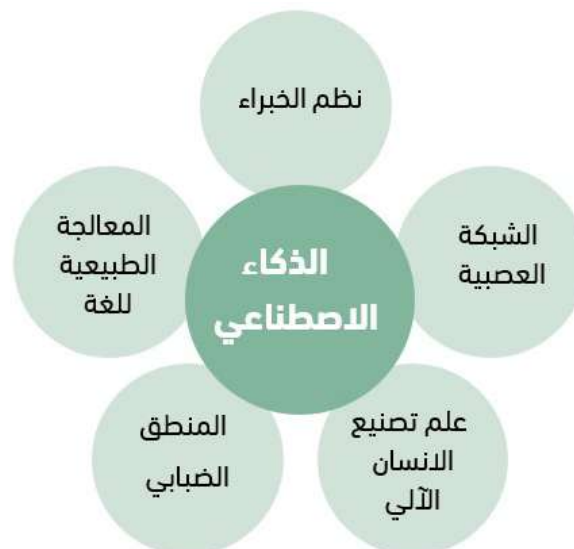 نظم الخبراء
الشبكة
العصبية
علم تصنيع
الانسان
الآلي
المنطق
الضبابي
المعالجة
الطبيعية
للغة
الذكاء
الاصطناعي